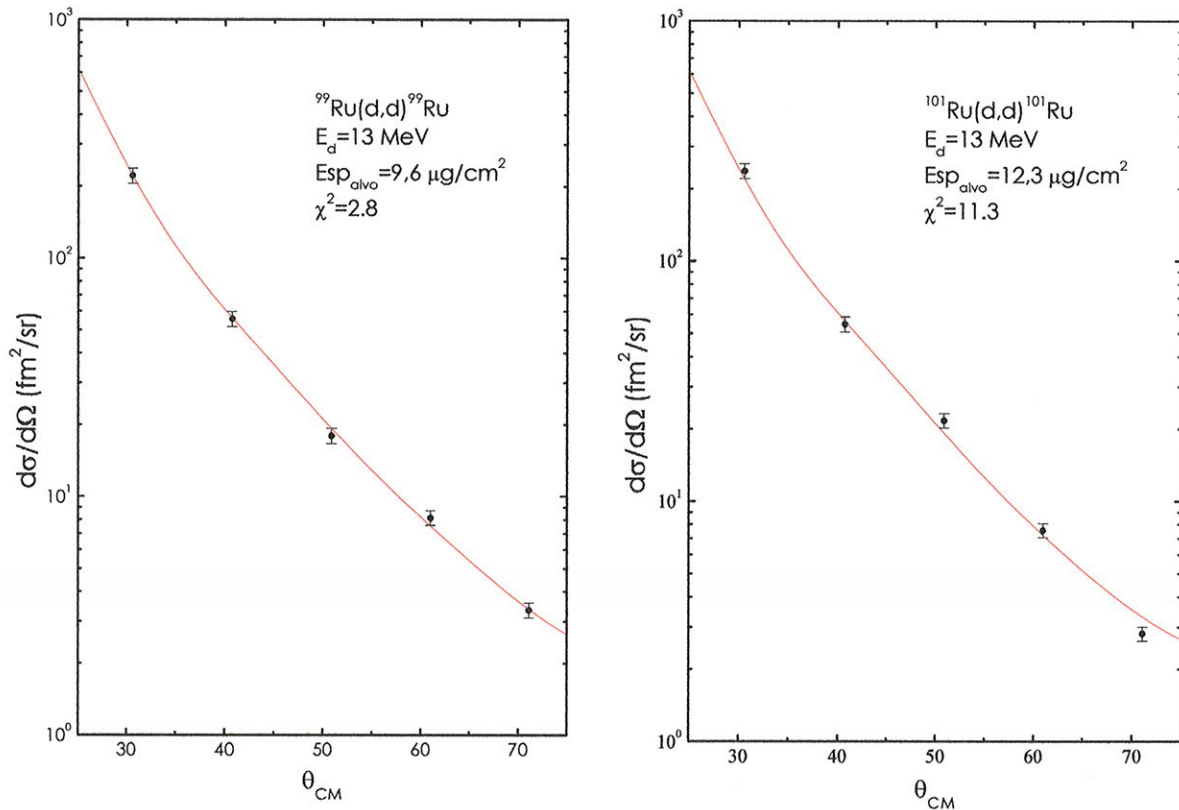 10³
10²
10¹
10⁰
dσ/dΩ (fm²/sr)
⁹⁹Ru(d,d)⁹⁹Ru
E_d=13 MeV
Esp_alvo=9,6 μg/cm²
χ²=2.8
30 40 50 60 70
θ_CM
10³
10²
10¹
10⁰
dσ/dΩ (fm²/sr)
¹⁰¹Ru(d,d)¹⁰¹Ru
E_d=13 MeV
Esp_alvo=12,3 μg/cm²
χ²=11.3
30 40 50 60 70
θ_CM